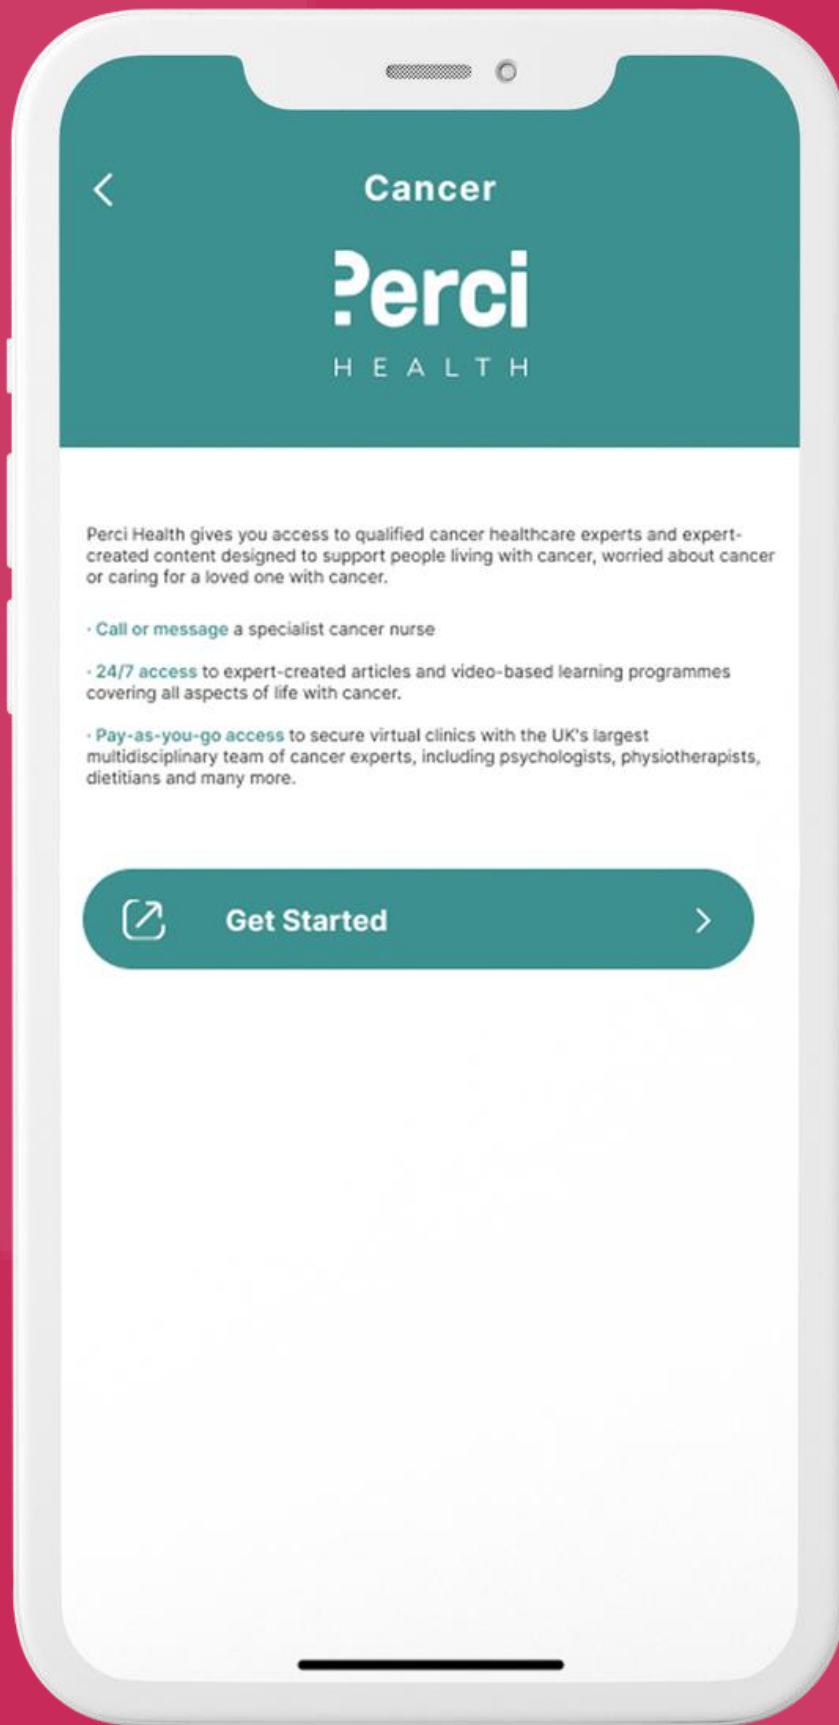 Cancer
Perci
HEALTH
Perci Health gives you access to qualified cancer healthcare experts and expert-
created content designed to support people living with cancer, worried about cancer
or caring for a loved one with cancer.
· Call or message a specialist cancer nurse
· 24/7 access to expert-created articles and video-based learning programmes
covering all aspects of life with cancer.
· Pay-as-you-go access to secure virtual clinics with the UK's largest
multidisciplinary team of cancer experts, including psychologists, physiotherapists,
dietitians and many more.
Get Started